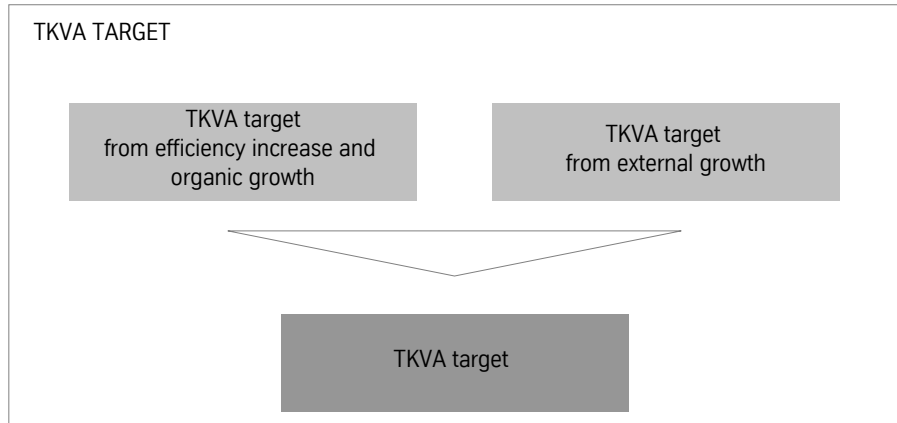 TKVA TARGET
TKVA target
from efficiency increase and
organic growth
TKVA target
from external growth
TKVA target